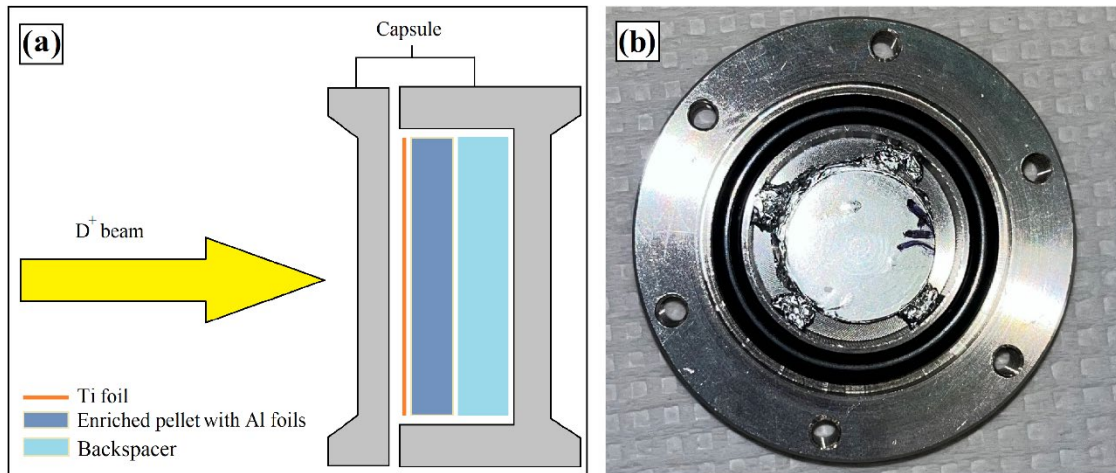 (a)
Capsule
D+ beam
Ti foil
Enriched pellet with Al foils
Backspacer
(b)